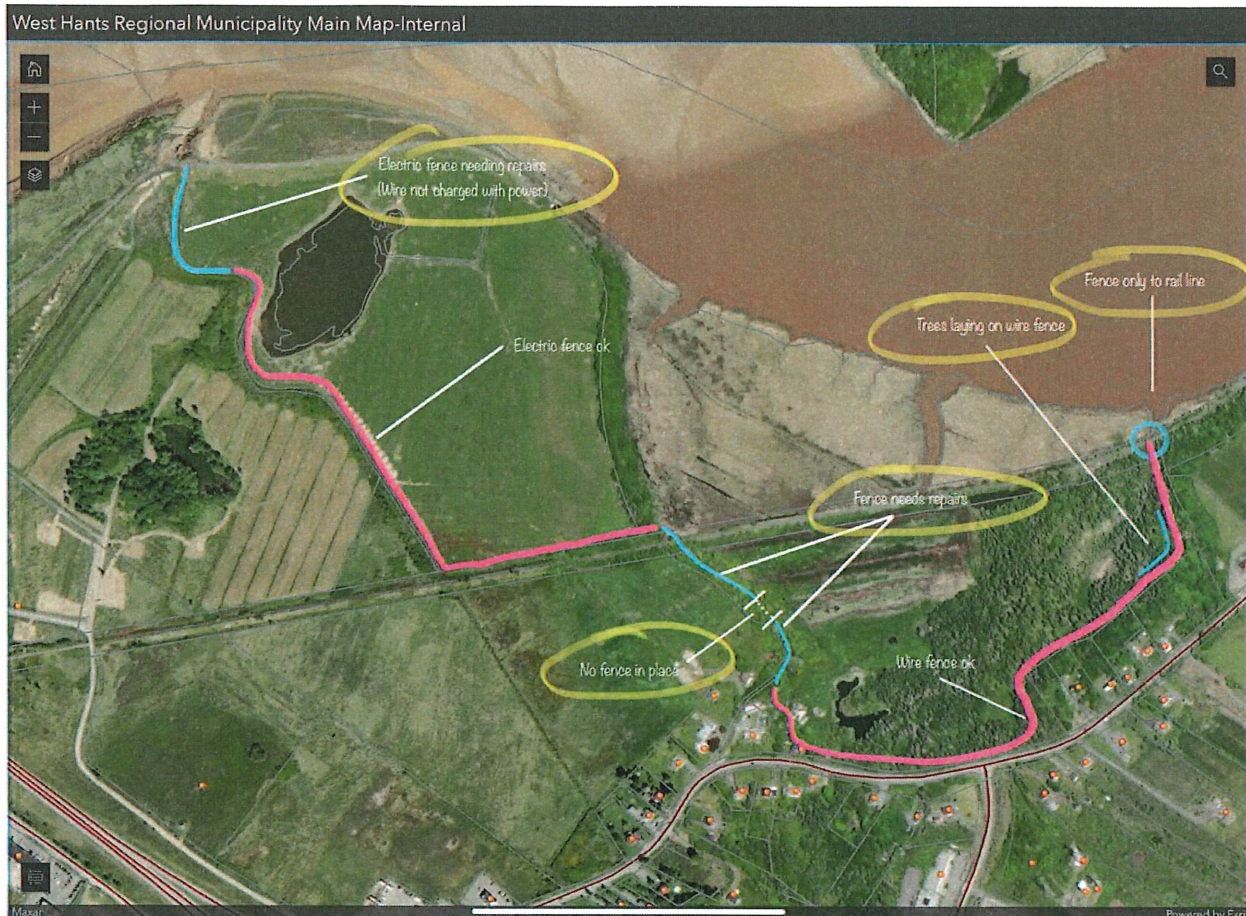 West Hants Regional Municipality Main Map-Internal
Electric fence needing repairs
(Wire not charged with power)
Fence only to rail line
Trees laying on wire fence
Electric fence ok
Fence needs repairs
No fence in place
Wire fence ok
Maxar
Powered by Esri